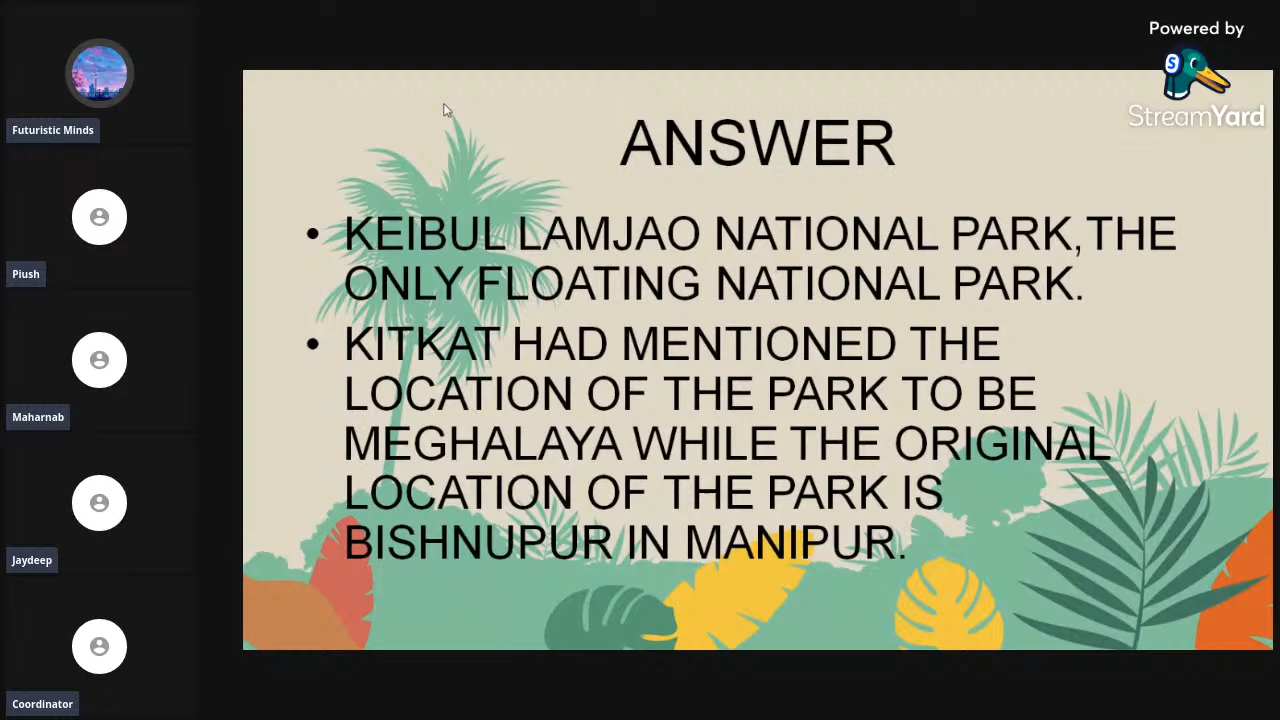 Powered by
StreamYard
Futuristic Minds
Piush
Maharnab
Jaydeep
Coordinator
ANSWER
• KEIBUL LAMJAO NATIONAL PARK,THE
ONLY FLOATING NATIONAL PARK.
• KITKAT HAD MENTIONED THE
LOCATION OF THE PARK TO BE
MEGHALAYA WHILE THE ORIGINAL
LOCATION OF THE PARK IS
BISHNUPUR IN MANIPUR.